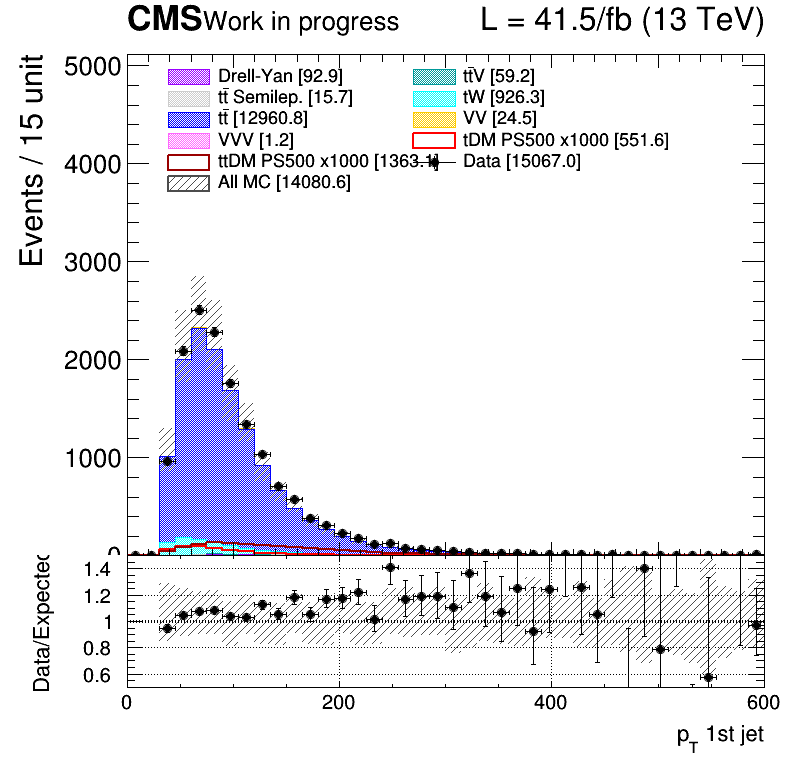 CMS Work in progress L = 41.5/fb (13 TeV)
Events / 15 unit
5000
4000
3000
2000
1000
0
Drell-Yan [92.9] tt̄V [59.2]
tt̄ Semilep. [15.7] tW [926.3]
tt̄ [12960.8] VV [24.5]
VVV [1.2] tDM PS500 x1000 [551.6]
ttDM PS500 x1000 [1363.1] Data [15067.0]
All MC [14080.6]
Data/Expected
1.4
1.2
1
0.8
0.6
0 200 400 600
pT 1st jet